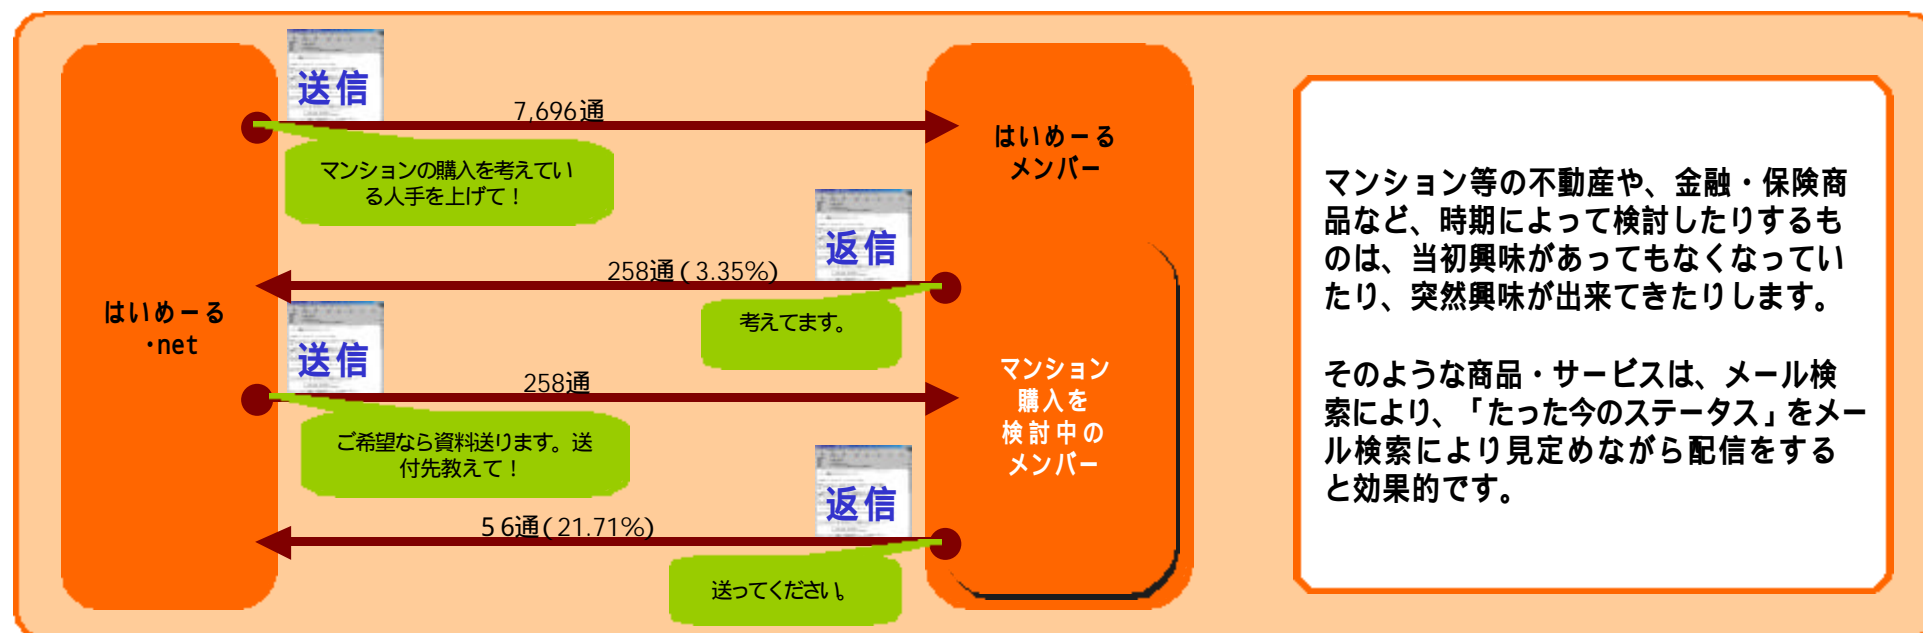 送信
7,696通
マンションの購入を考えてい
る人手を上げて！
はいめーる
メンバー
返信
258通(3.35%)
考えてます。
はいめーる
・net
送信
258通
ご希望なら資料送ります。送
付先教えて！
マンション
購入を
検討中の
メンバー
返信
56通(21.71%)
送ってください。
マンション等の不動産や、金融・保険商
品など、時期によって検討したりするも
のは、当初興味があってもなくなってい
たり、突然興味が出来てきたりします。
そのような商品・サービスは、メール検
索により、「たった今のステータス」をメー
ル検索により見定めながら配信をする
と効果的です。